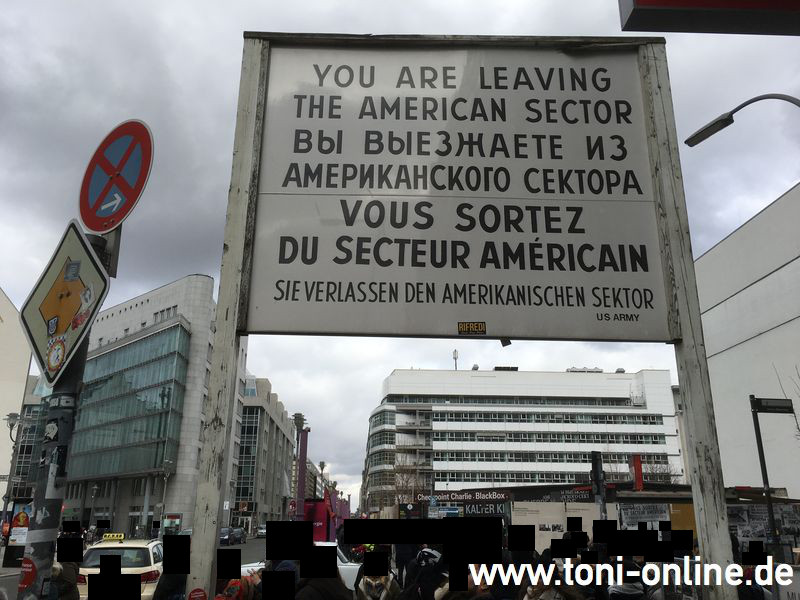 YOU ARE LEAVING
THE AMERICAN SECTOR
ВЫ ВЫЕЗЖАЕТЕ ИЗ
АМЕРИКАНСКОГО СЕКТОРА
VOUS SORTEZ
DU SECTEUR AMÉRICAIN
SIE VERLASSEN DEN AMERIKANISCHEN SEKTOR
US ARMY
RIFREDI
Checkpoint Charlie - BlackBox
KALTER
www.toni-online.de